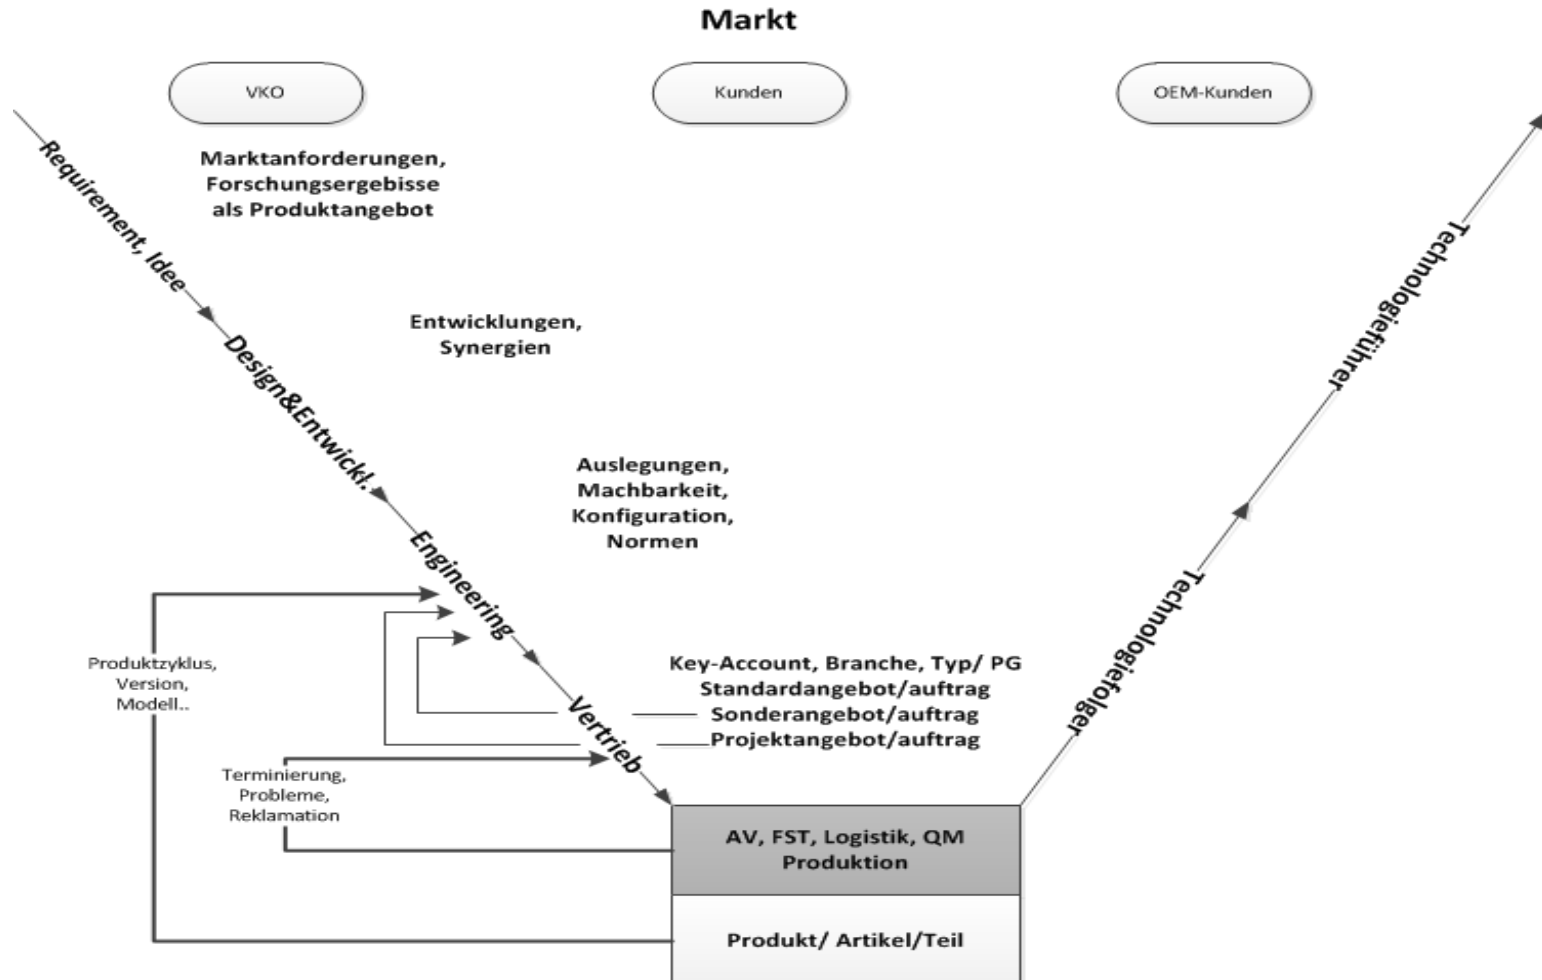 Markt
VKO
Kunden
OEM-Kunden
Requirement, Idee
Marktanforderungen,
Forschungsergebisse
als Produktangebot
Design&Entwickl.
Entwicklungen,
Synergien
Engineering
Auslegungen,
Machbarkeit,
Konfiguration,
Normen
Vertrieb
Key-Account, Branche, Typ/ PG
Standardangebot/auftrag
Sonderangebot/auftrag
Projektangebot/auftrag
Produktzyklus,
Version,
Modell..
Terminierung,
Probleme,
Reklamation
AV, FST, Logistik, QM
Produktion
Produkt/ Artikel/Teil
Technologiefolger
Technologieführer